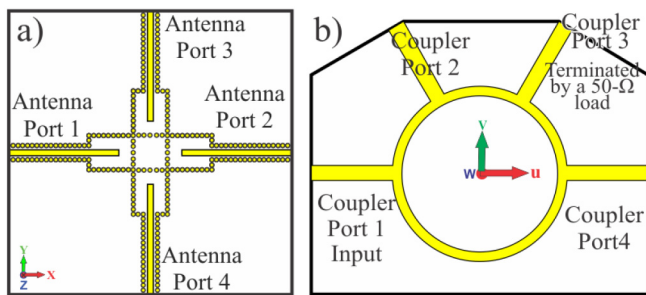 a)
Antenna
Port 3
Antenna
Port 1
Antenna
Port 2
Antenna
Port 4
Y
X
Z
b)
Coupler
Port 2
Coupler
Port 3
Terminated
by a 50-Ω
load
V
W
u
Coupler
Port 1
Input
Coupler
Port4